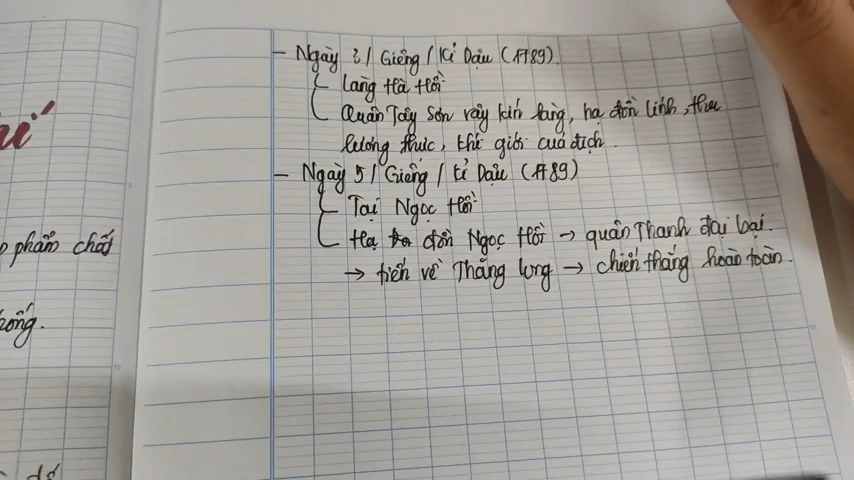 - Ngày 3/ Giêng / Kỉ Dậu (1789).
Làng Hà Hồi
Quân Tây Sơn vây kín làng, hạ đồn lính, thu
lương thực, khí giới của địch.
- Ngày 5/ Giêng / Kỉ Dậu (1789)
Tại Ngọc Hồi
Hạ đồn Ngọc Hồi → quân Thanh đại bại.
→ tiến về Thăng Long → chiến thắng hoàn toàn.
phẩm chất